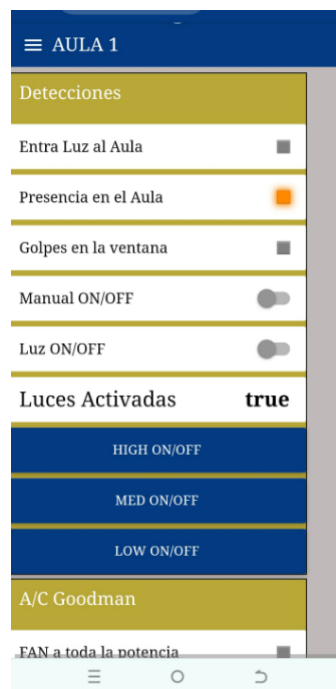 AULA 1
Detecciones
Entra Luz al Aula
Presencia en el Aula
Golpes en la ventana
Manual ON/OFF
Luz ON/OFF
Luces Activadas true
HIGH ON/OFF
MED ON/OFF
LOW ON/OFF
A/C Goodman
FAN a toda la potencia